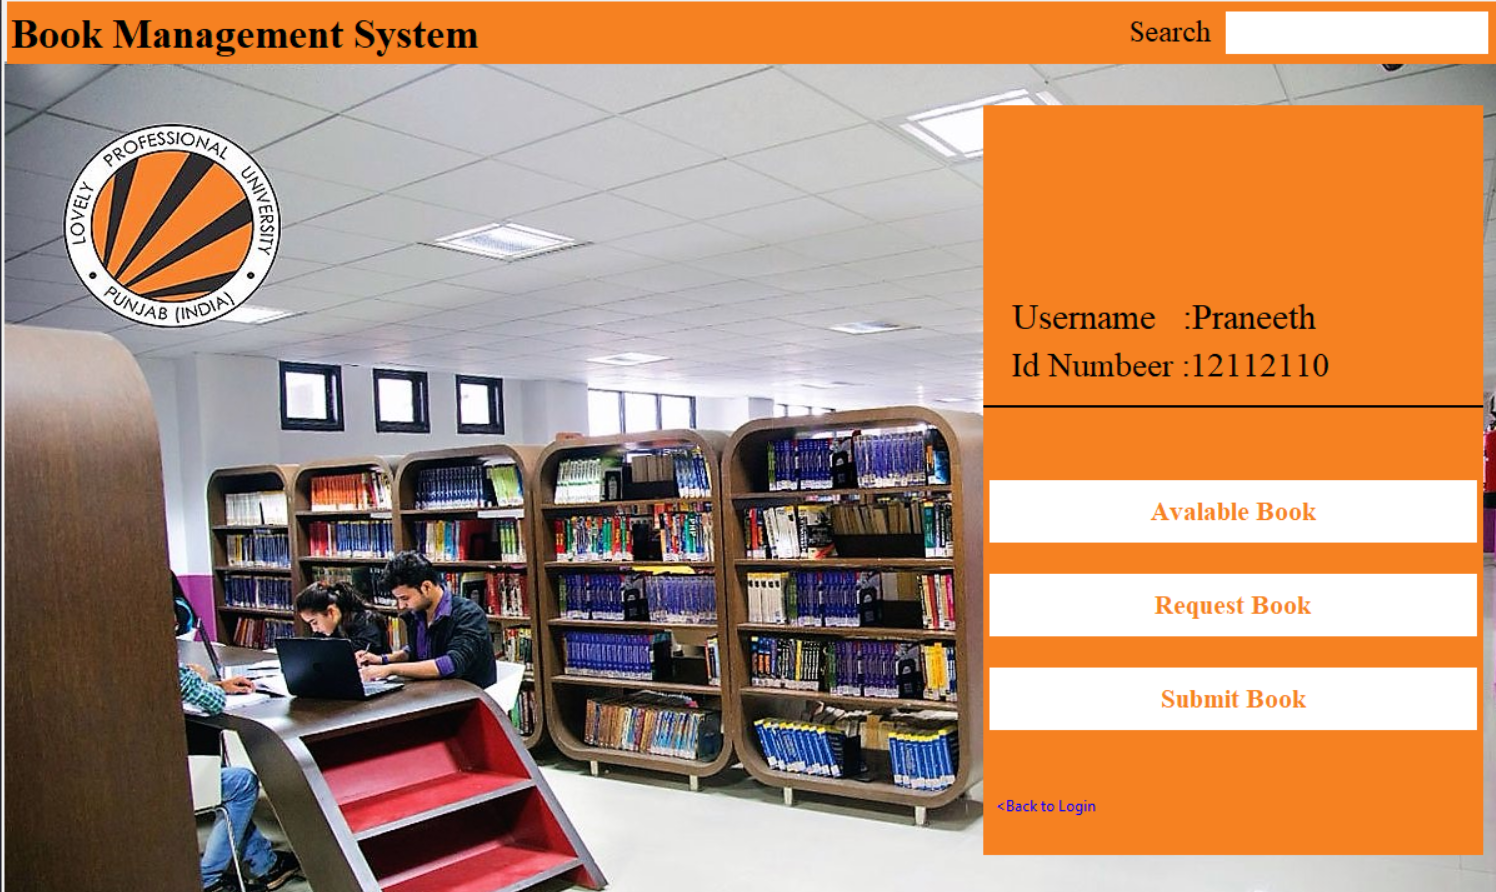 Book Management System
Search
LOVELY PROFESSIONAL UNIVERSITY
PUNJAB (INDIA)
Username :Praneeth
Id Numbeer :12112110
Avalable Book
Request Book
Submit Book
<Back to Login